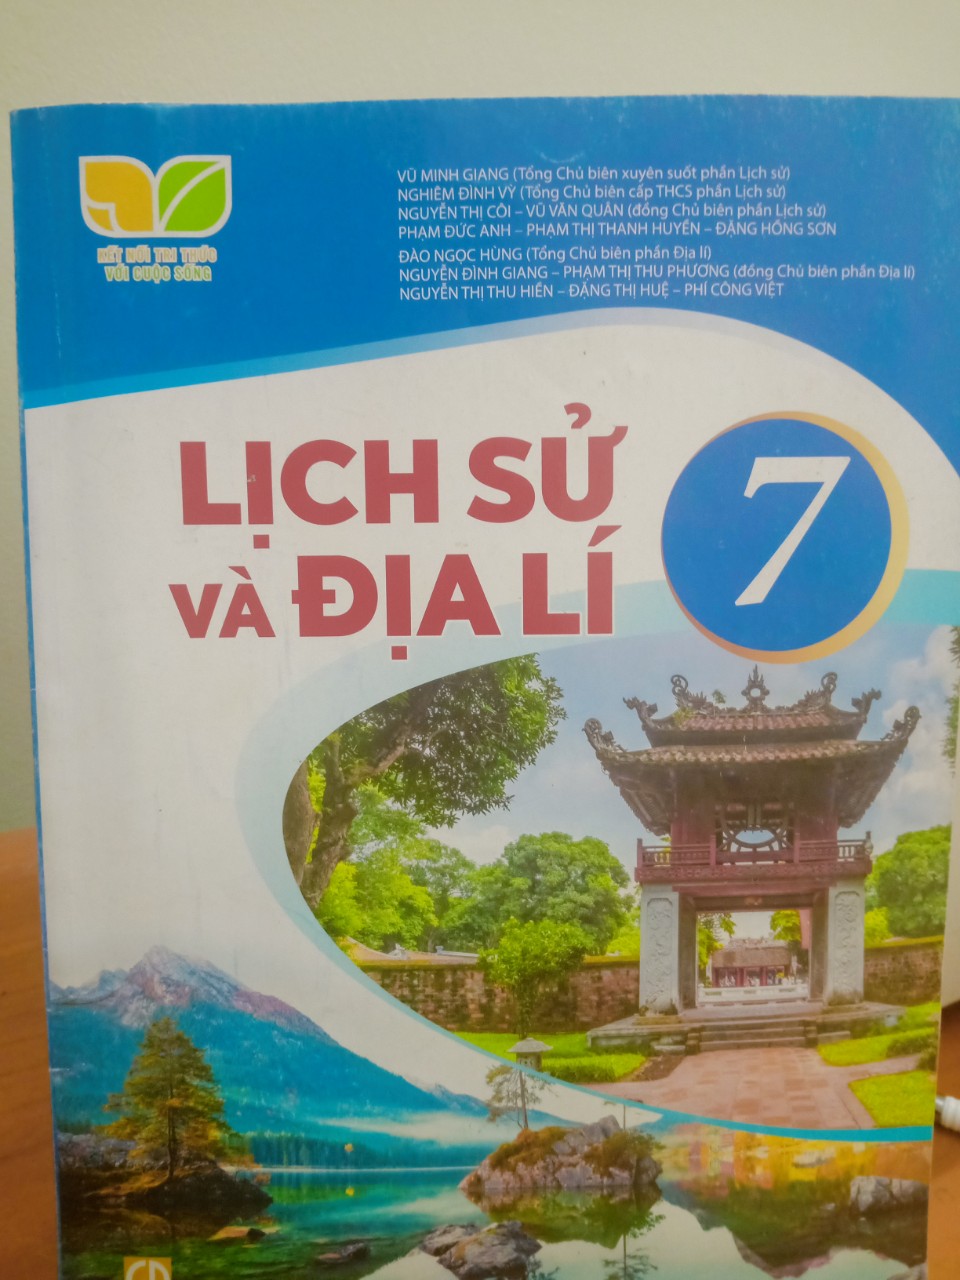 KẾT NỐI TRI THỨC
VỚI CUỘC SỐNG
VŨ MINH GIANG (Tổng Chủ biên xuyên suốt phần Lịch sử)
NGHIÊM ĐÌNH VỲ (Tổng Chủ biên cấp THCS phần Lịch sử)
NGUYỄN THỊ CÔI – VŨ VĂN QUÂN (đồng Chủ biên phần Lịch sử)
PHẠM ĐỨC ANH – PHẠM THỊ THANH HUYỀN – ĐẶNG HỒNG SƠN
ĐÀO NGỌC HÙNG (Tổng Chủ biên phần Địa lí)
NGUYỄN ĐÌNH GIANG – PHẠM THỊ THU PHƯƠNG (đồng Chủ biên phần Địa lí)
NGUYỄN THỊ THU HIỀN – ĐẶNG THỊ HUỆ – PHÍ CÔNG VIỆT
LỊCH SỬ
VÀ ĐỊA LÍ
7